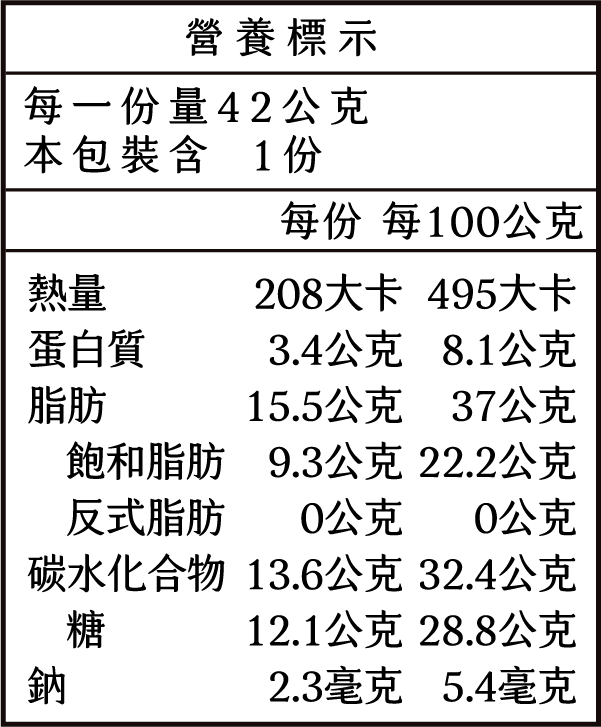 營養標示
每一份量42公克
本包裝含 1份
每份 每100公克
熱量 208大卡 495大卡
蛋白質 3.4公克 8.1公克
脂肪 15.5公克 37公克
飽和脂肪 9.3公克 22.2公克
反式脂肪 0公克 0公克
碳水化合物 13.6公克 32.4公克
糖 12.1公克 28.8公克
鈉 2.3毫克 5.4毫克